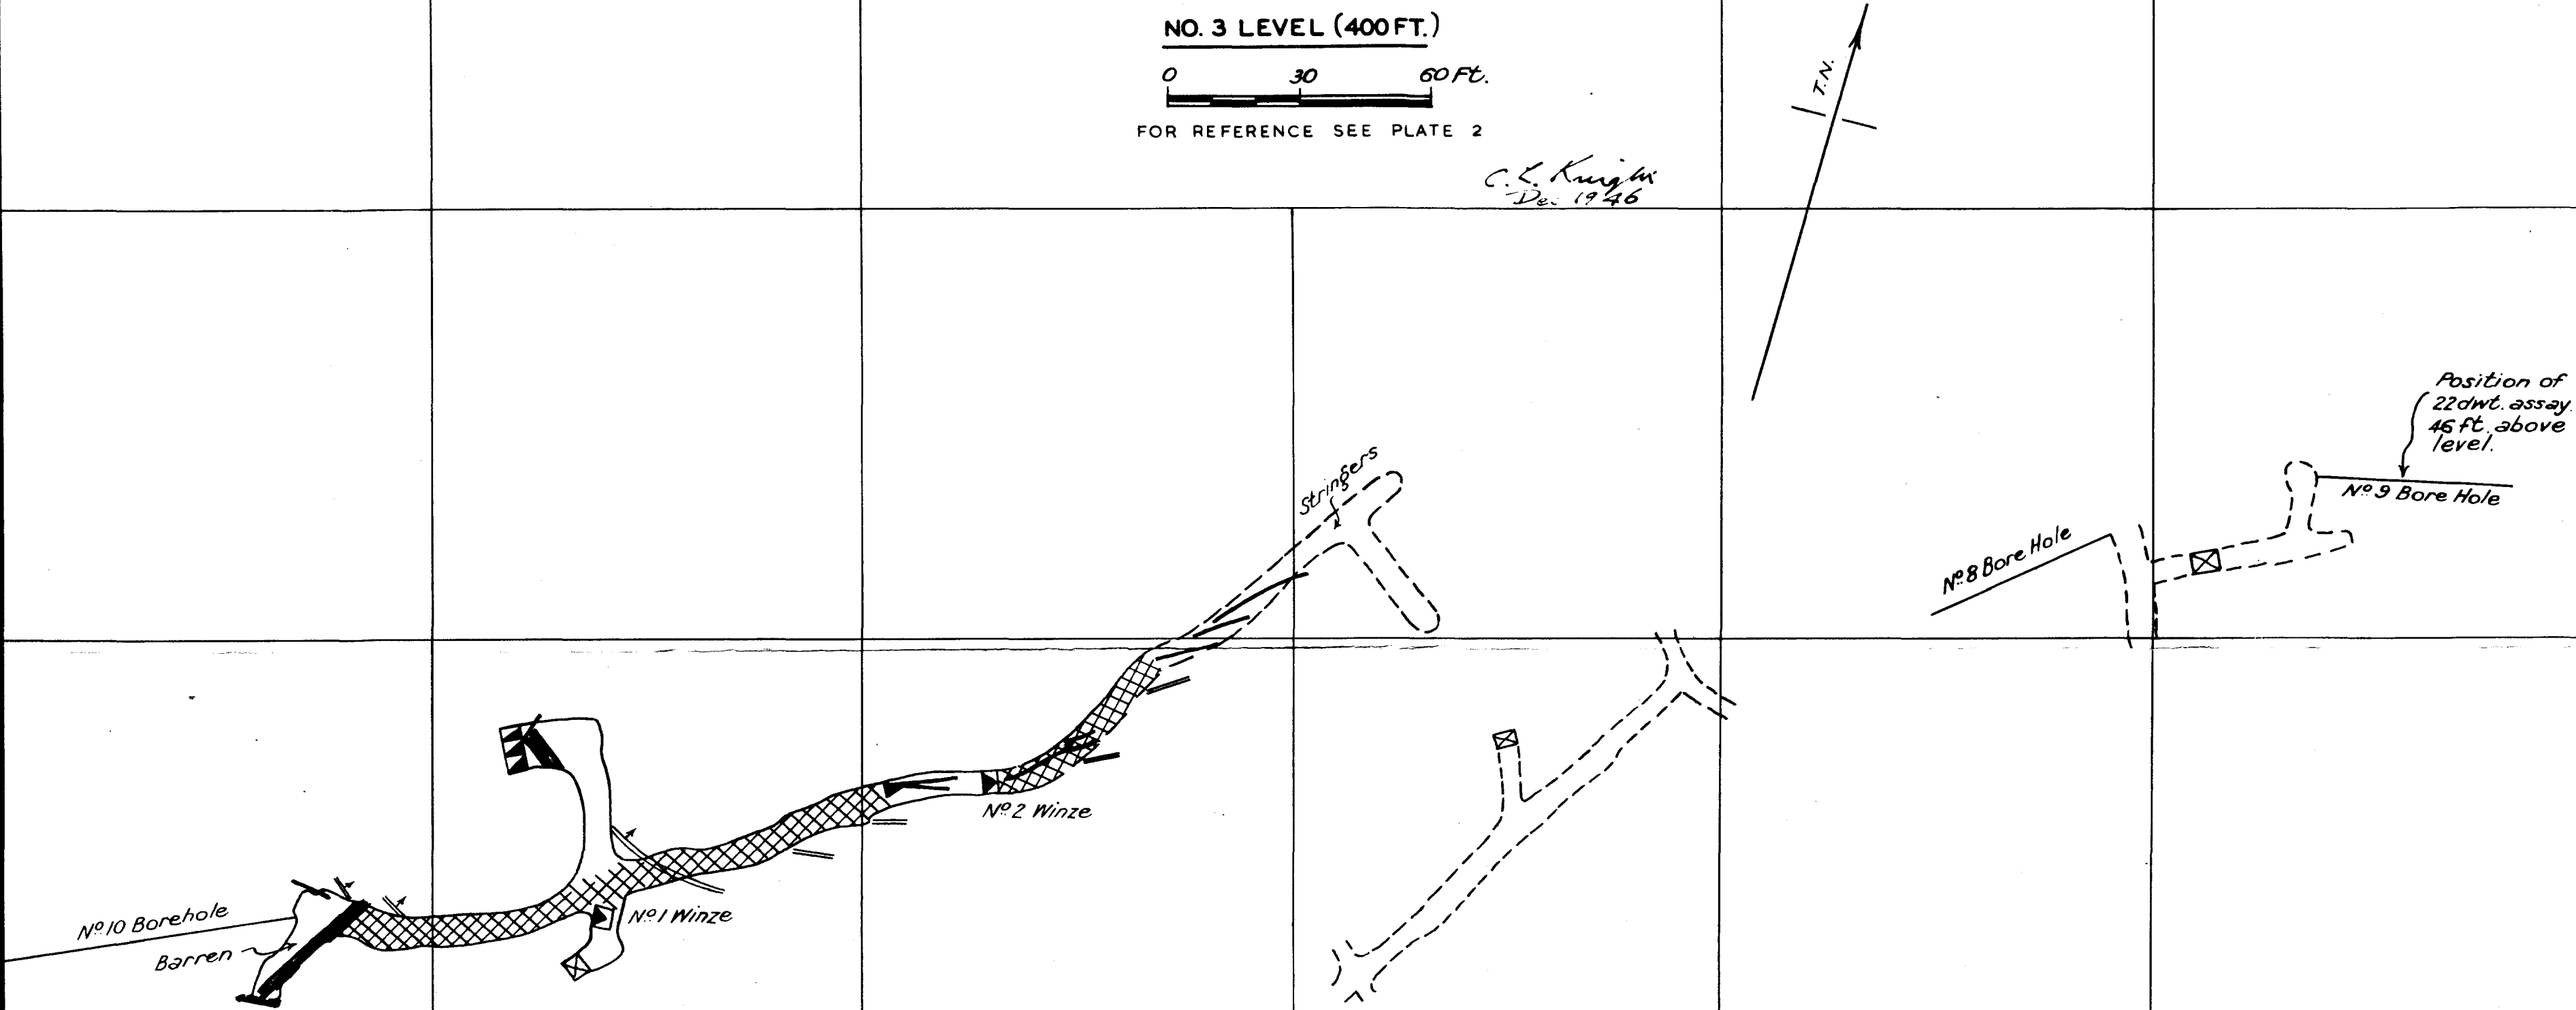 NO. 3 LEVEL (400 FT.)
0 30 60 Ft.
FOR REFERENCE SEE PLATE 2
C. L. Knight
Dec 1946
T.N.
Position of
22 dwt. assay
46 ft. above
level.
Nº 9 Bore Hole
Nº 8 Bore Hole
Stringers
Nº 2 Winze
Nº 1 Winze
Nº 10 Borehole
Barren